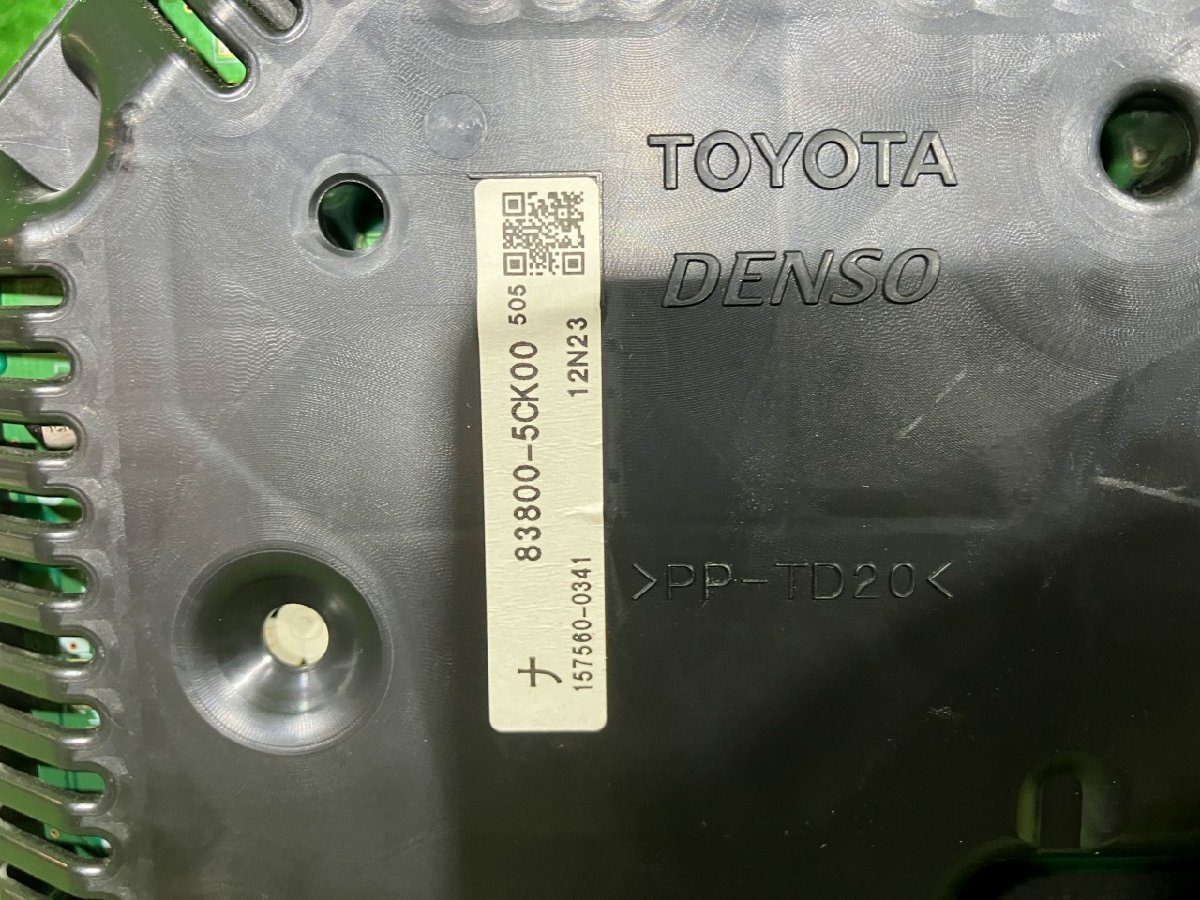 TOYOTA
DENSO
83800-5CK00 505
12N23
ナ
157560-0341
>PP-TD20<